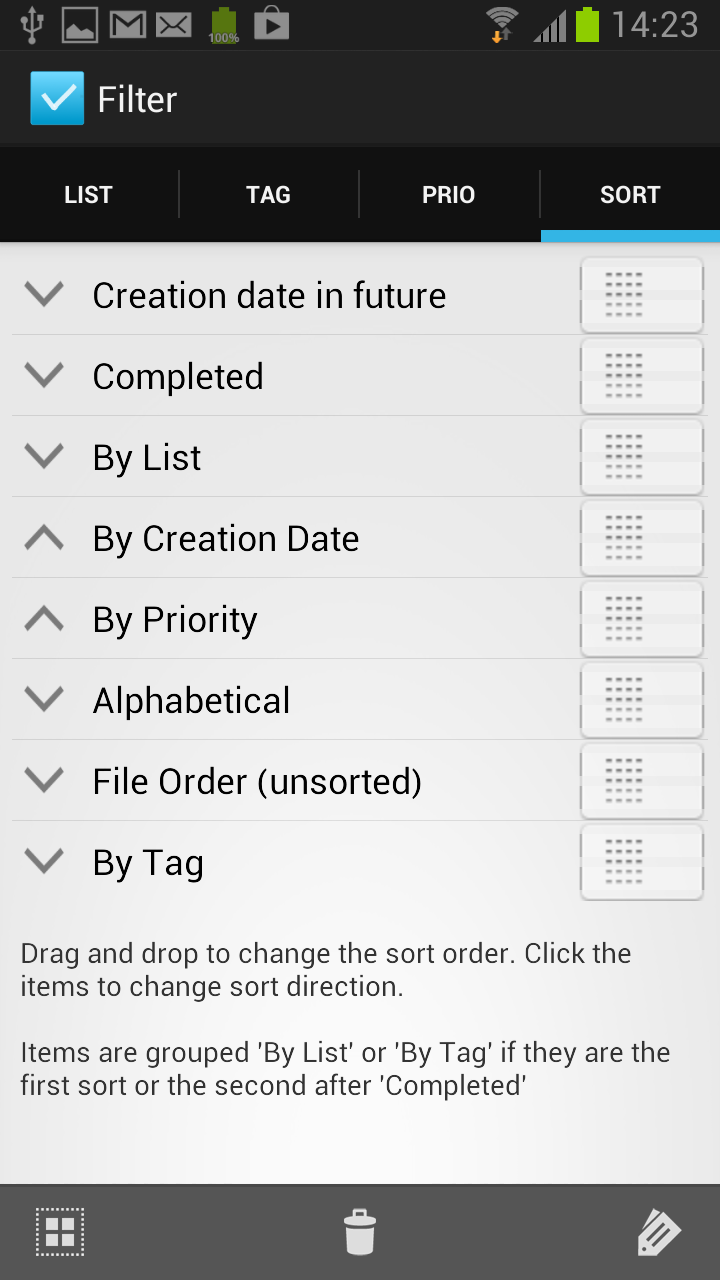 100%
14:23
Filter
LIST
TAG
PRIO
SORT
Creation date in future
Completed
By List
By Creation Date
By Priority
Alphabetical
File Order (unsorted)
By Tag
Drag and drop to change the sort order. Click the
items to change sort direction.
Items are grouped 'By List' or 'By Tag' if they are the
first sort or the second after 'Completed'